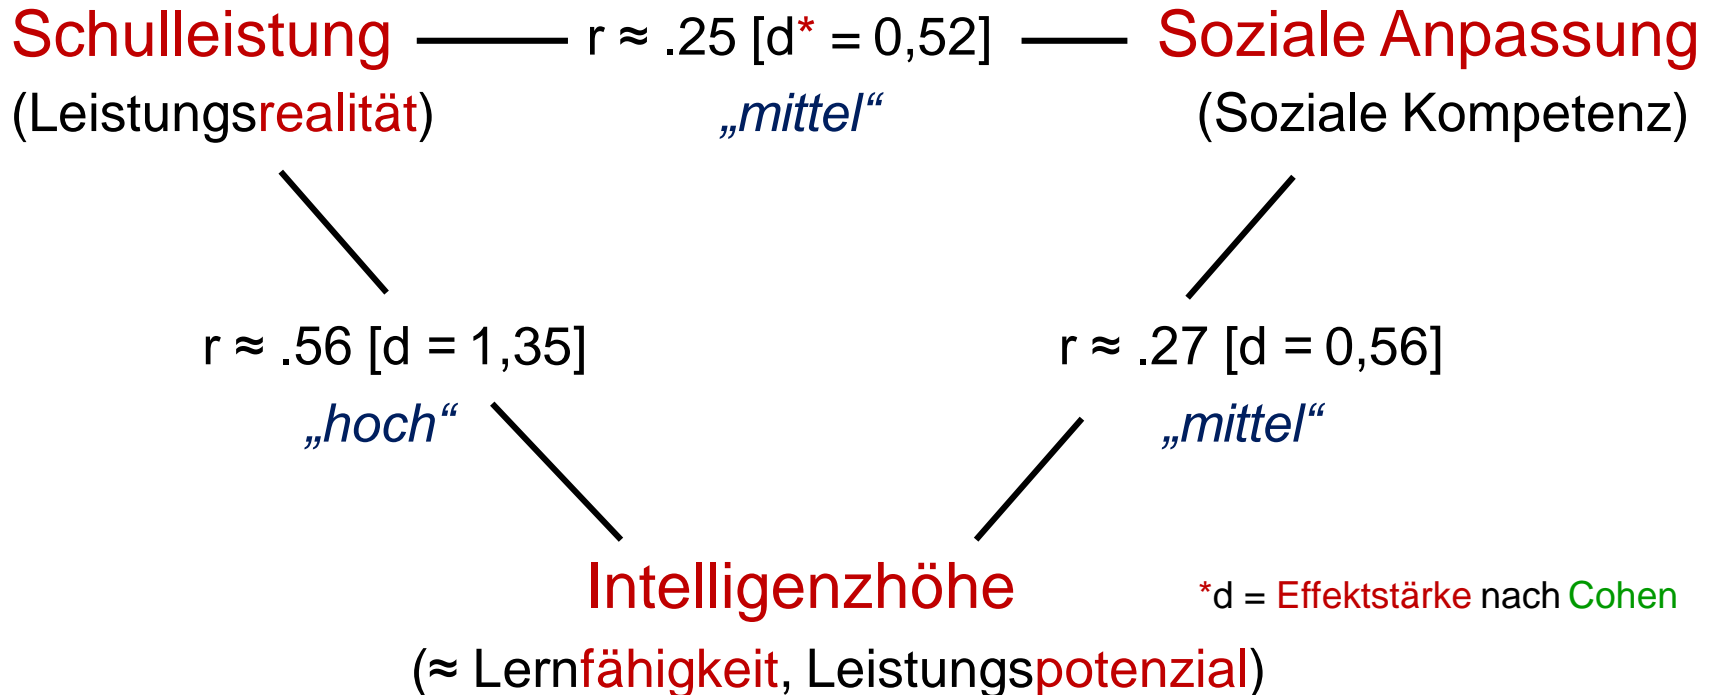 Schulleistung r ≈ .25 [d* = 0,52] Soziale Anpassung
(Leistungsrealität) „mittel“ (Soziale Kompetenz)
r ≈ .56 [d = 1,35] r ≈ .27 [d = 0,56]
„hoch“ „mittel“
Intelligenzhöhe *d = Effektstärke nach Cohen
(≈ Lernfähigkeit, Leistungspotenzial)